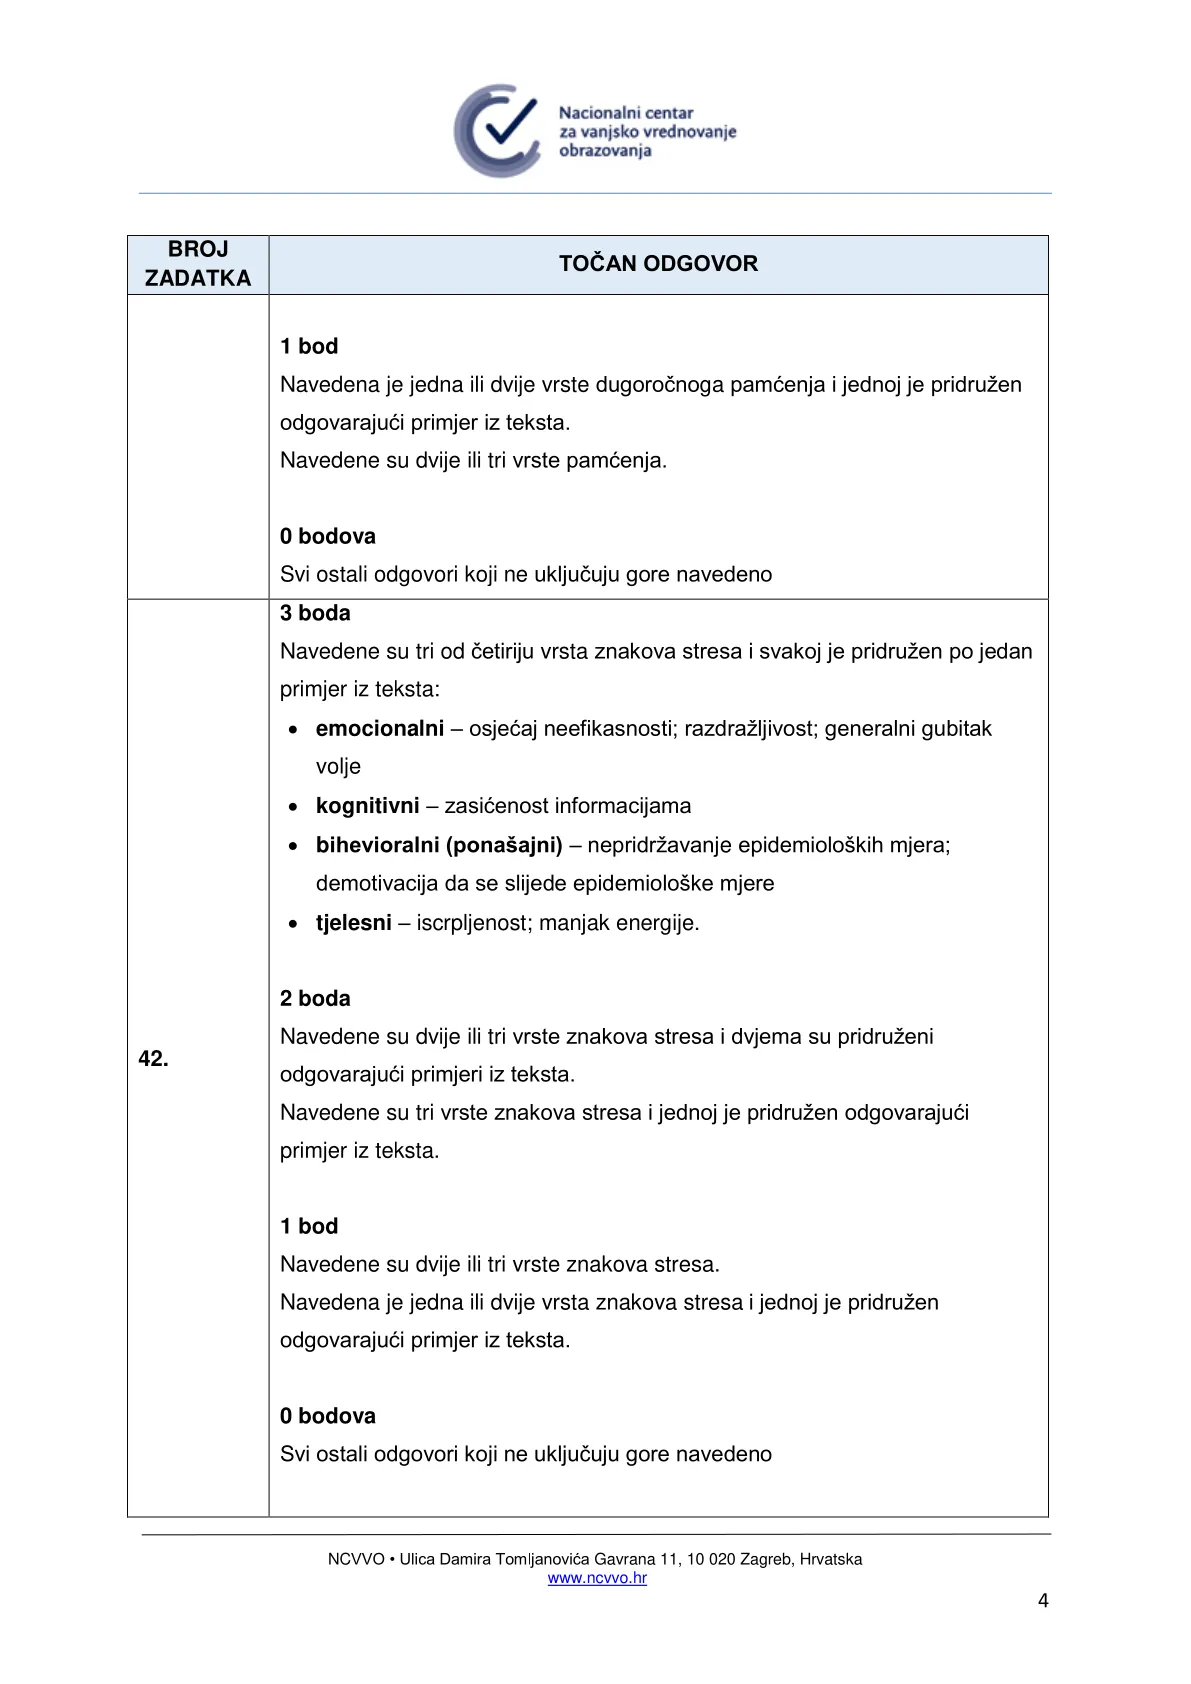 Nacionalni centar
za vanjsko vrednovanje
obrazovanja
BROJ
ZADATKA
TOČAN ODGOVOR
1 bod
Navedena je jedna ili dvije vrste dugoročnoga pamćenja i jednoj je pridružen
odgovarajući primjer iz teksta.
Navedene su dvije ili tri vrste pamćenja.
0 bodova
Svi ostali odgovori koji ne uključuju gore navedeno
42.
3 boda
Navedene su tri od četiriju vrsta znakova stresa i svakoj je pridružen po jedan
primjer iz teksta:
• emocionalni – osjećaj neefikasnosti; razdražljivost; generalni gubitak
volje
• kognitivni – zasićenost informacijama
• bihevioralni (ponašajni) – nepridržavanje epidemioloških mjera;
demotivacija da se slijede epidemiološke mjere
• tjelesni – iscrpljenost; manjak energije.
2 boda
Navedene su dvije ili tri vrste znakova stresa i dvjema su pridruženi
odgovarajući primjeri iz teksta.
Navedene su tri vrste znakova stresa i jednoj je pridružen odgovarajući
primjer iz teksta.
1 bod
Navedene su dvije ili tri vrste znakova stresa.
Navedena je jedna ili dvije vrsta znakova stresa i jednoj je pridružen
odgovarajući primjer iz teksta.
0 bodova
Svi ostali odgovori koji ne uključuju gore navedeno
NCVVO • Ulica Damira Tomljanovića Gavrana 11, 10 020 Zagreb, Hrvatska
www.ncvvo.hr
4